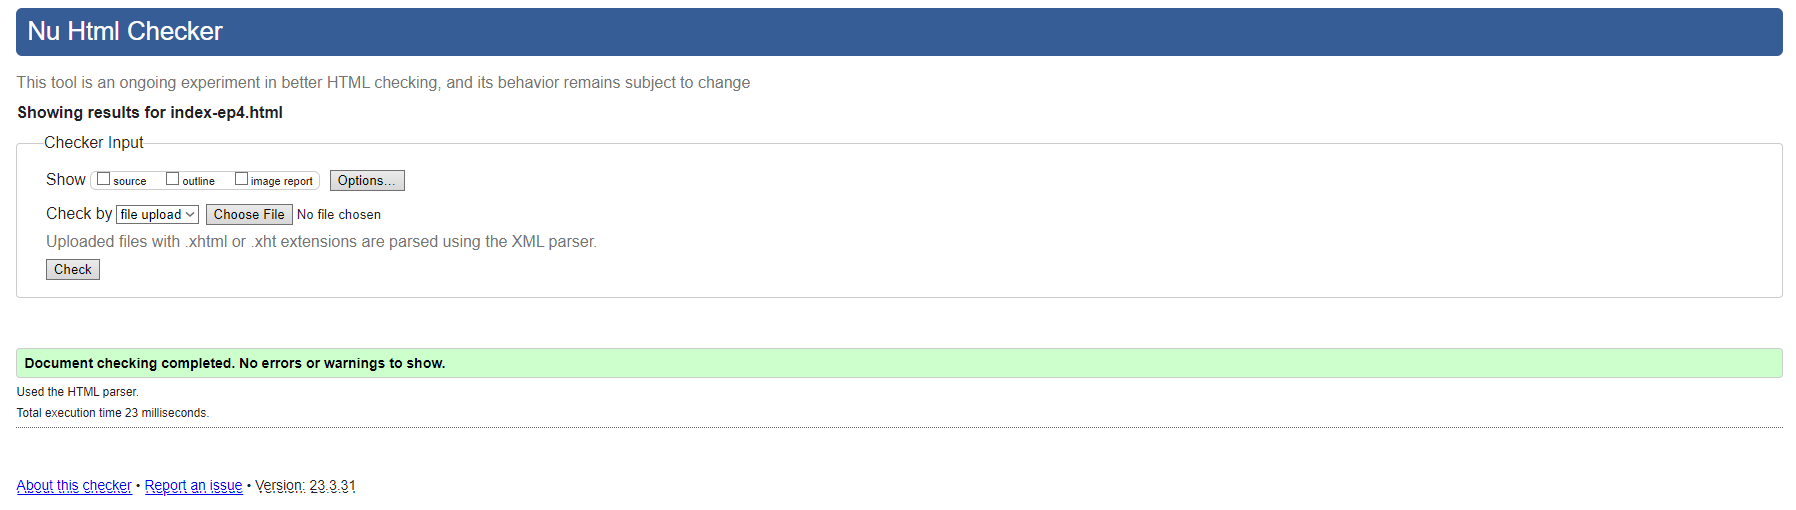 Nu Html Checker
This tool is an ongoing experiment in better HTML checking, and its behavior remains subject to change
Showing results for index-ep4.html
Checker Input
Show source outline image report Options...
Check by file upload Choose File No file chosen
Uploaded files with .xhtml or .xht extensions are parsed using the XML parser.
Check
Document checking completed. No errors or warnings to show.
Used the HTML parser.
Total execution time 23 milliseconds.
About this checker • Report an issue • Version: 23.3.31